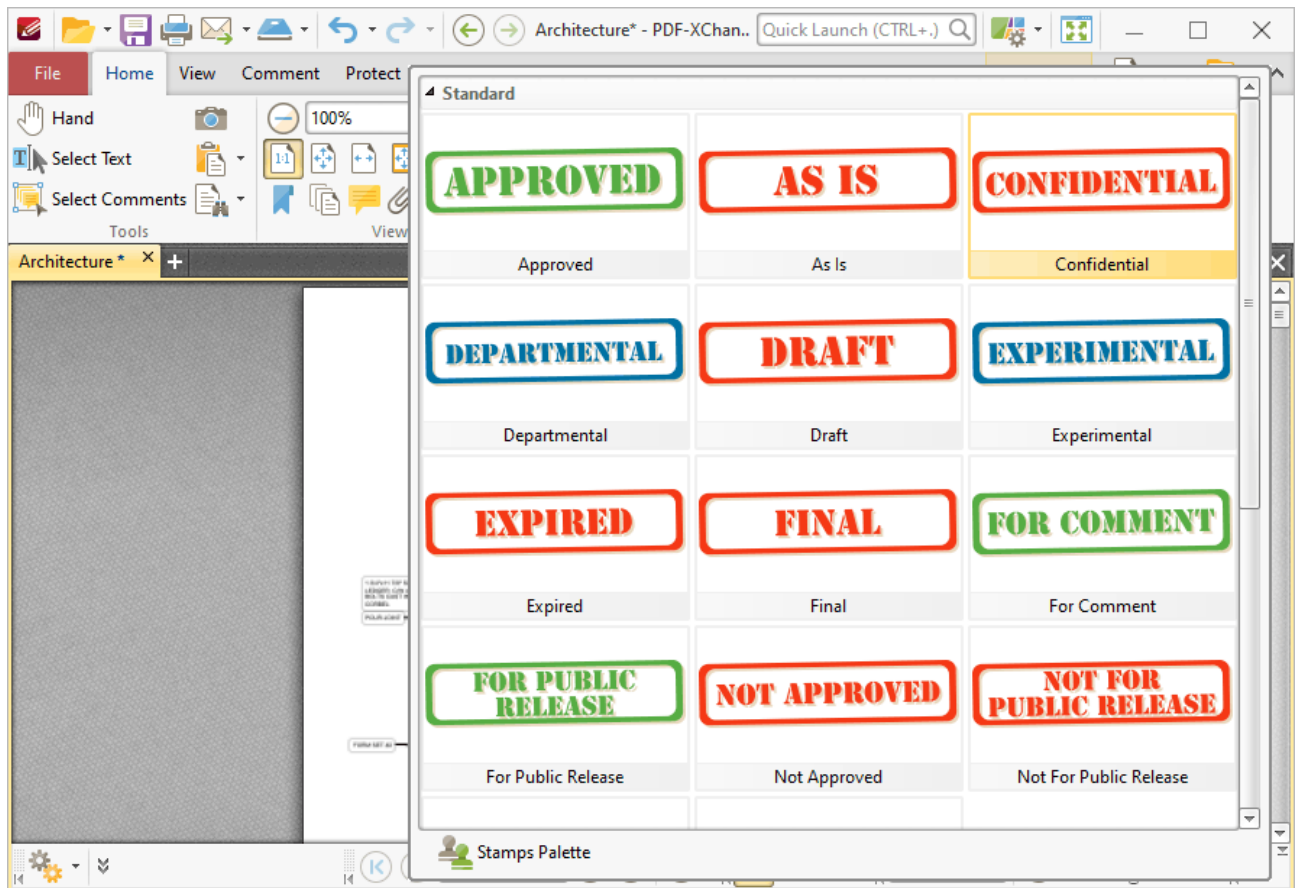 Architecture* - PDF-XChan..
Quick Launch (CTRL+.)
File
Home
View
Comment
Protect
Hand
100%
Select Text
1:1
Select Comments
Tools
View
Architecture *
Standard
APPROVED
AS IS
CONFIDENTIAL
Approved
As Is
Confidential
DEPARTMENTAL
DRAFT
EXPERIMENTAL
Departmental
Draft
Experimental
EXPIRED
FINAL
FOR COMMENT
Expired
Final
For Comment
FOR PUBLIC
RELEASE
NOT APPROVED
NOT FOR
PUBLIC RELEASE
For Public Release
Not Approved
Not For Public Release
Stamps Palette